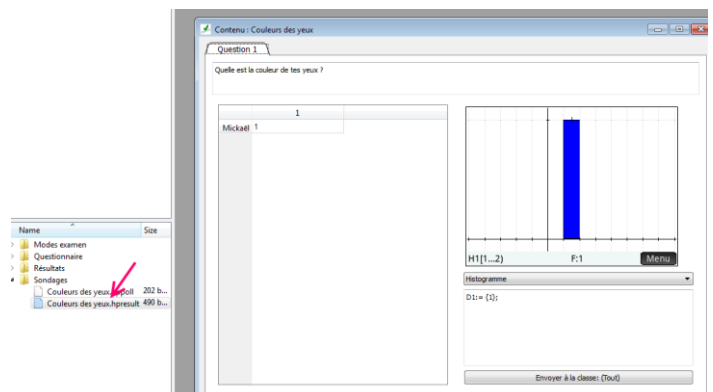 Contenu : Couleurs des yeux
Question 1
Quelle est la couleur de tes yeux ?
1
Mickaël 1
H1[1...2) F:1 Menu
Histogramme
D1:= {1};
Envoyer à la classe: (Tout)
Name Size
Modes examen
Questionnaire
Résultats
Sondages
Couleurs des yeux 202 b...
Couleurs des yeux.hpresult 490 b...